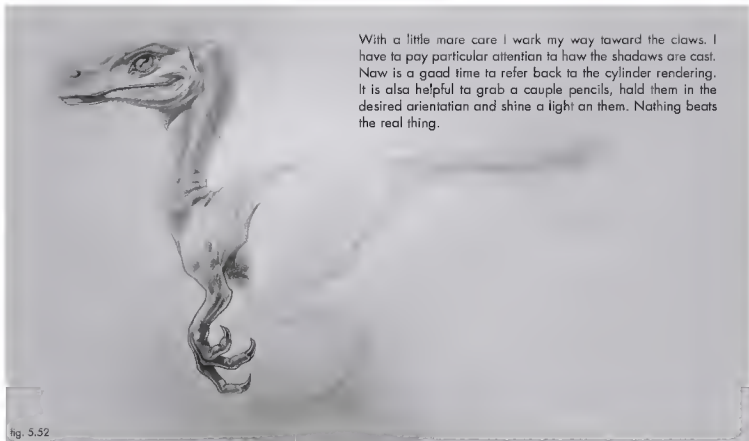 With a little mare care I wark my way taward the claws. I
have ta pay particular attentian ta haw the shadaws are cast.
Naw is a gaad time ta refer back ta the cylinder rendering.
It is alsa helpful ta grab a cauple pencils, hald them in the
desired arientatian and shine a light an them. Nathing beats
the real thing.
fig. 5.52